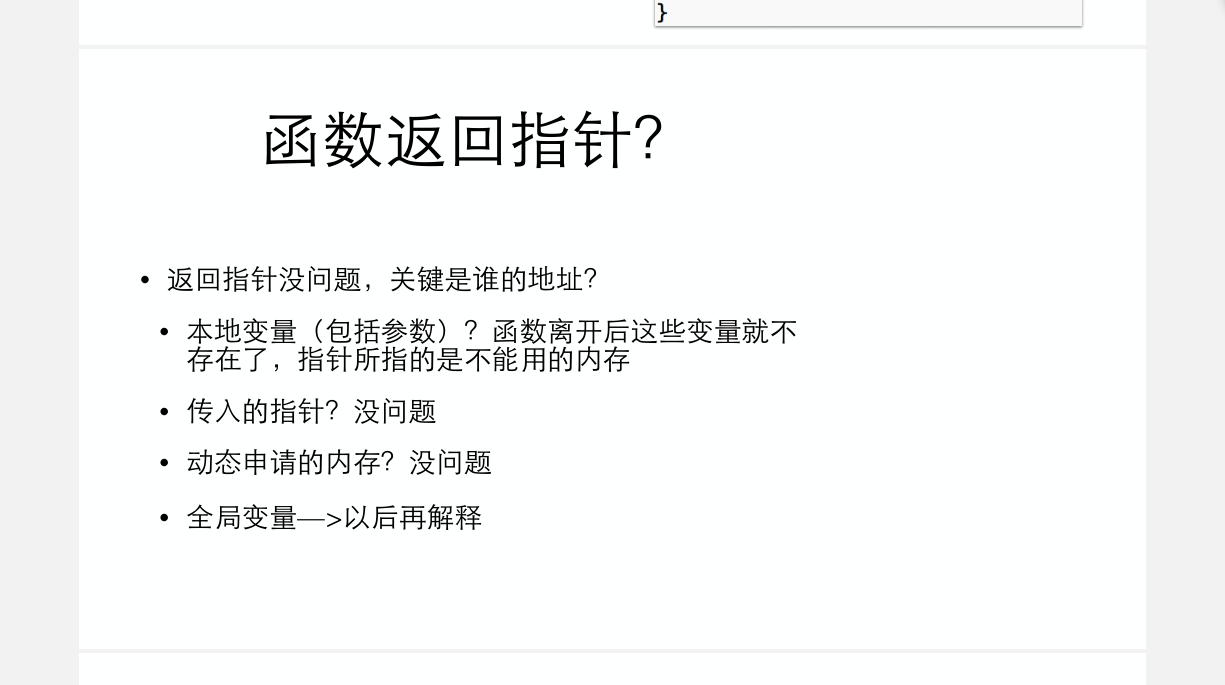 }
函数返回指针？
• 返回指针没问题，关键是谁的地址？
• 本地变量（包括参数）？函数离开后这些变量就不
存在了，指针所指的是不能用的内存
• 传入的指针？没问题
• 动态申请的内存？没问题
• 全局变量—>以后再解释